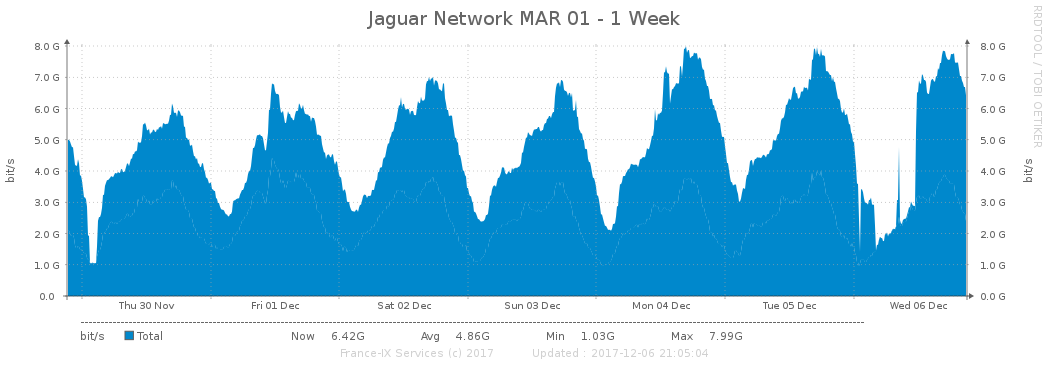 Jaguar Network MAR 01 - 1 Week
RRDTOOL / TOBI OETIKER
8.0 G 8.0 G
7.0 G 7.0 G
6.0 G 6.0 G
5.0 G 5.0 G
4.0 G 4.0 G
3.0 G 3.0 G
2.0 G 2.0 G
1.0 G 1.0 G
0.0 0.0 G
bit/s bit/s
Thu 30 Nov Fri 01 Dec Sat 02 Dec Sun 03 Dec Mon 04 Dec Tue 05 Dec Wed 06 Dec
bit/s Total Now 6.42G Avg 4.86G Min 1.03G Max 7.99G
France-IX Services (c) 2017 Updated : 2017-12-06 21:05:04